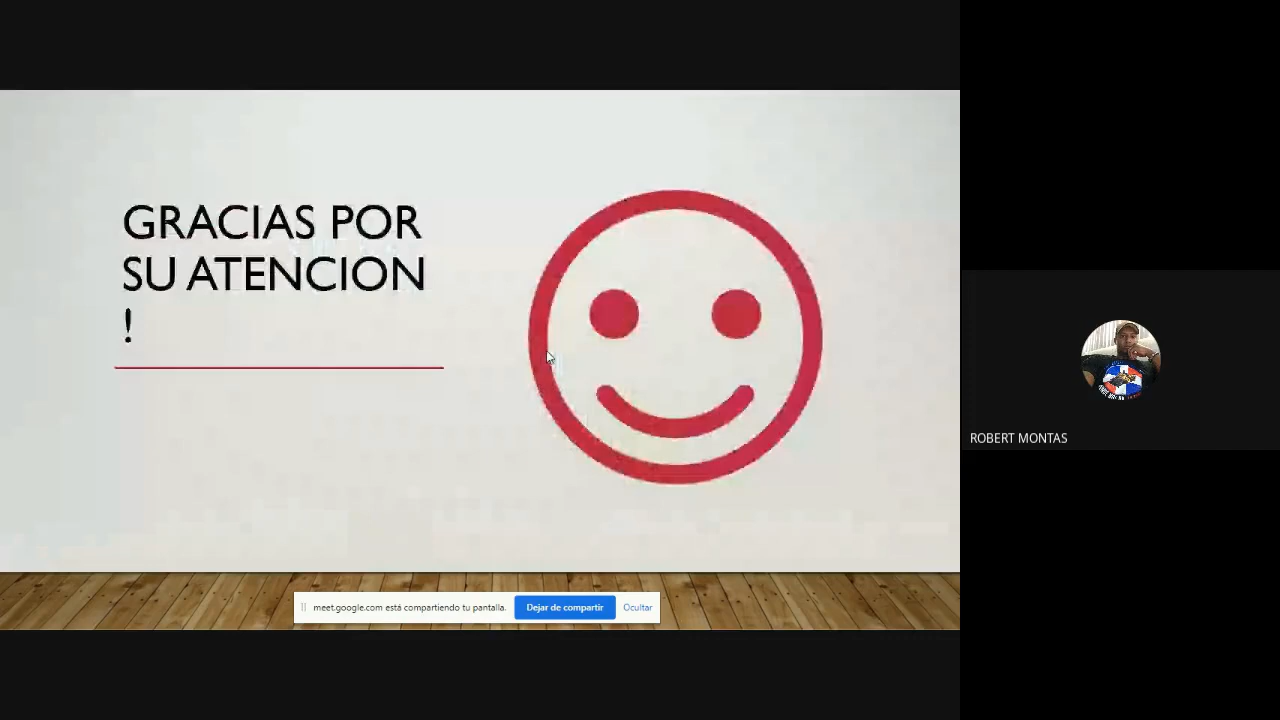 GRACIAS POR
SU ATENCION
!
meet.google.com está compartiendo tu pantalla.
Dejar de compartir
Ocultar
ROBERT MONTAS